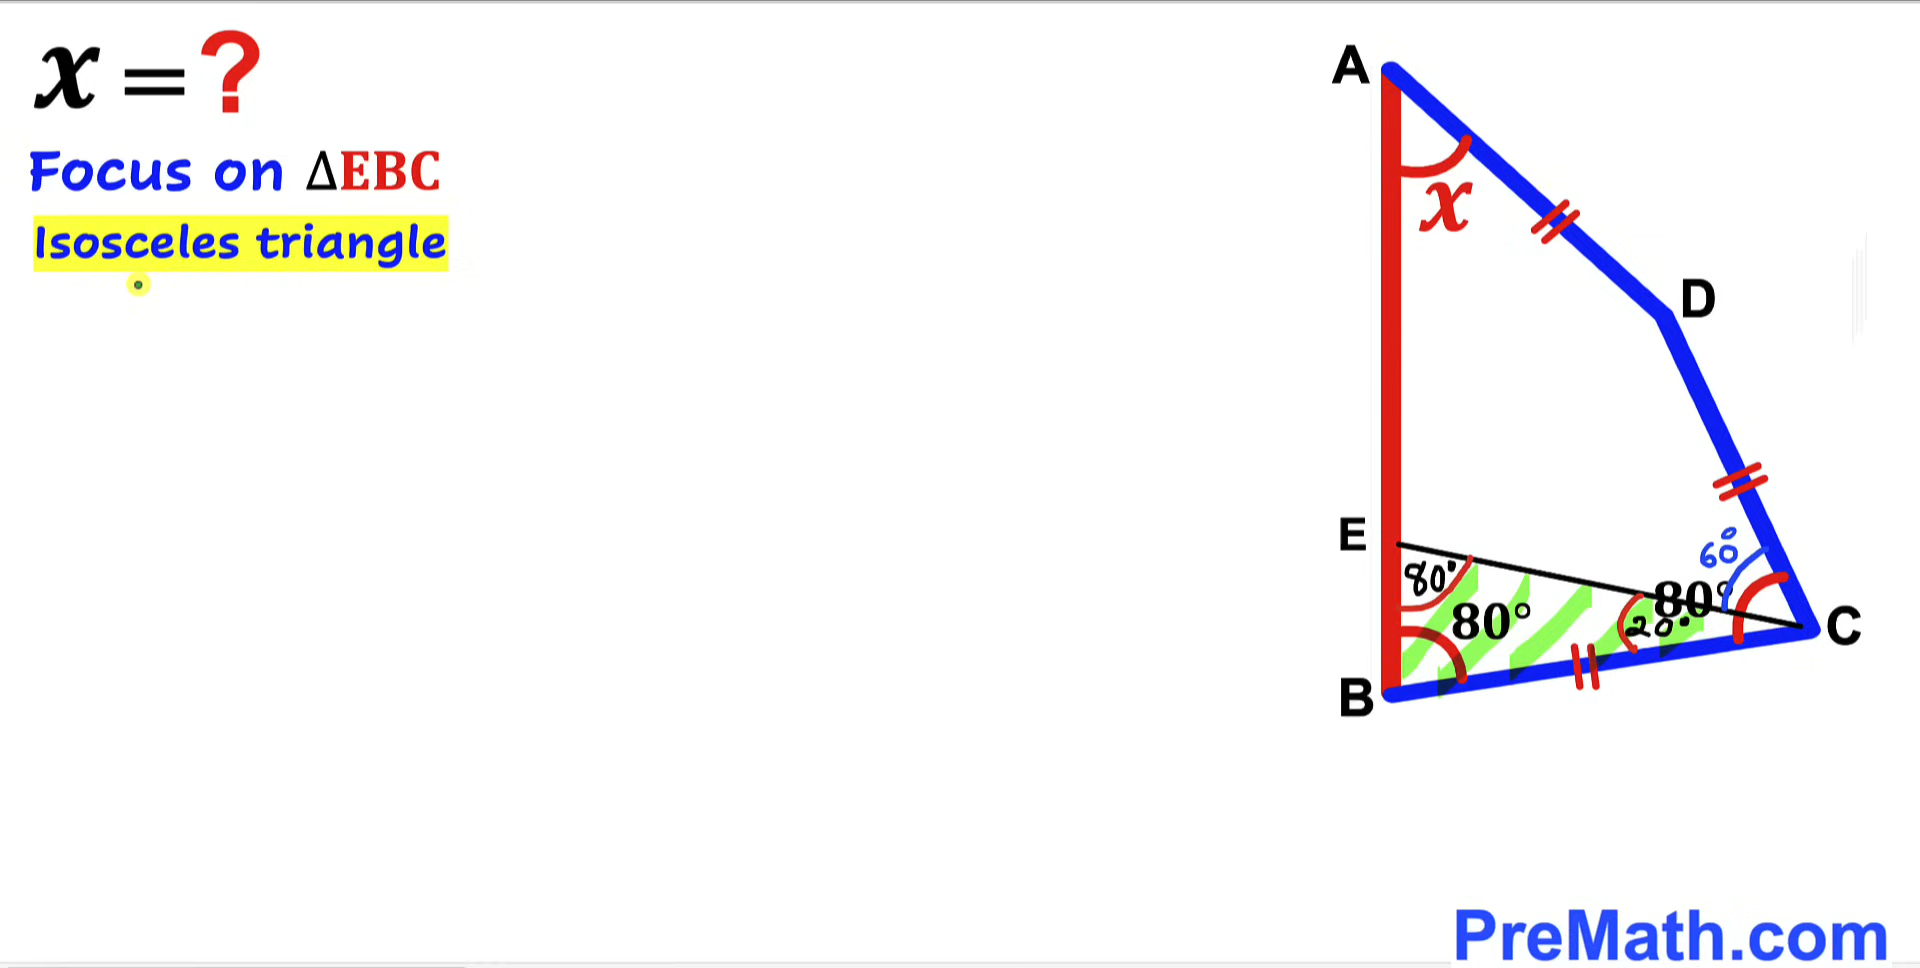 x = ?
Focus on ΔEBC
Isosceles triangle
A
x
D
E
60°
80°
80°
80°
20°
C
B
PreMath.com